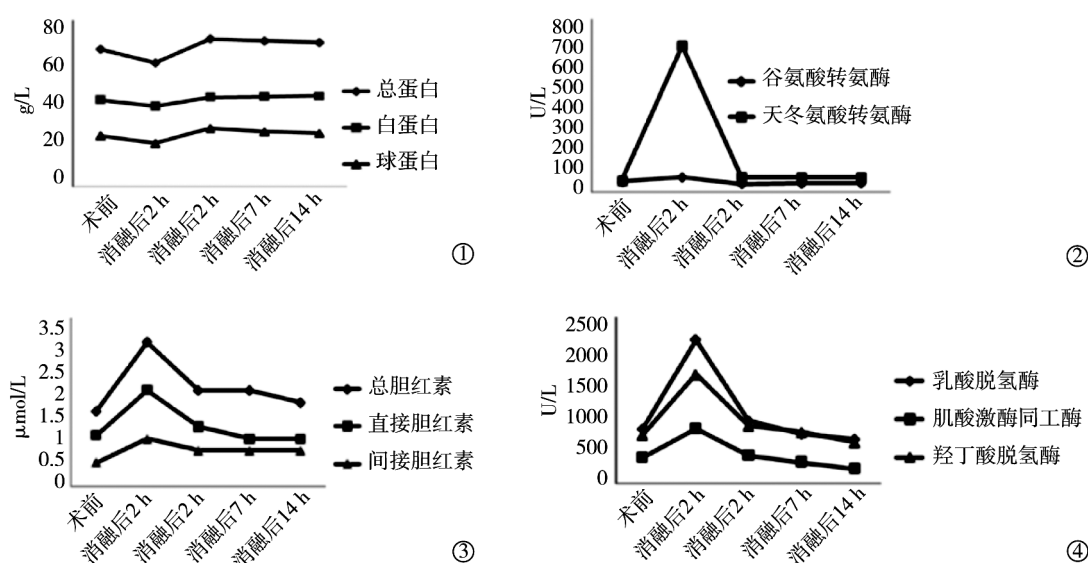 80
60
40
20
0
g/L
总蛋白
白蛋白
球蛋白
术前
消融后2 h
消融后2 h
消融后7 h
消融后14 h
①
800
700
600
500
400
300
200
100
0
U/L
谷氨酸转氨酶
天冬氨酸转氨酶
术前
消融后2 h
消融后2 h
消融后7 h
消融后14 h
②
3.5
3
2.5
2
1.5
1
0.5
0
μmol/L
总胆红素
直接胆红素
间接胆红素
术前
消融后2 h
消融后2 h
消融后7 h
消融后14 h
③
2500
2000
1500
1000
500
0
U/L
乳酸脱氢酶
肌酸激酶同工酶
羟丁酸脱氢酶
术前
消融后2 h
消融后2 h
消融后7 h
消融后14 h
④